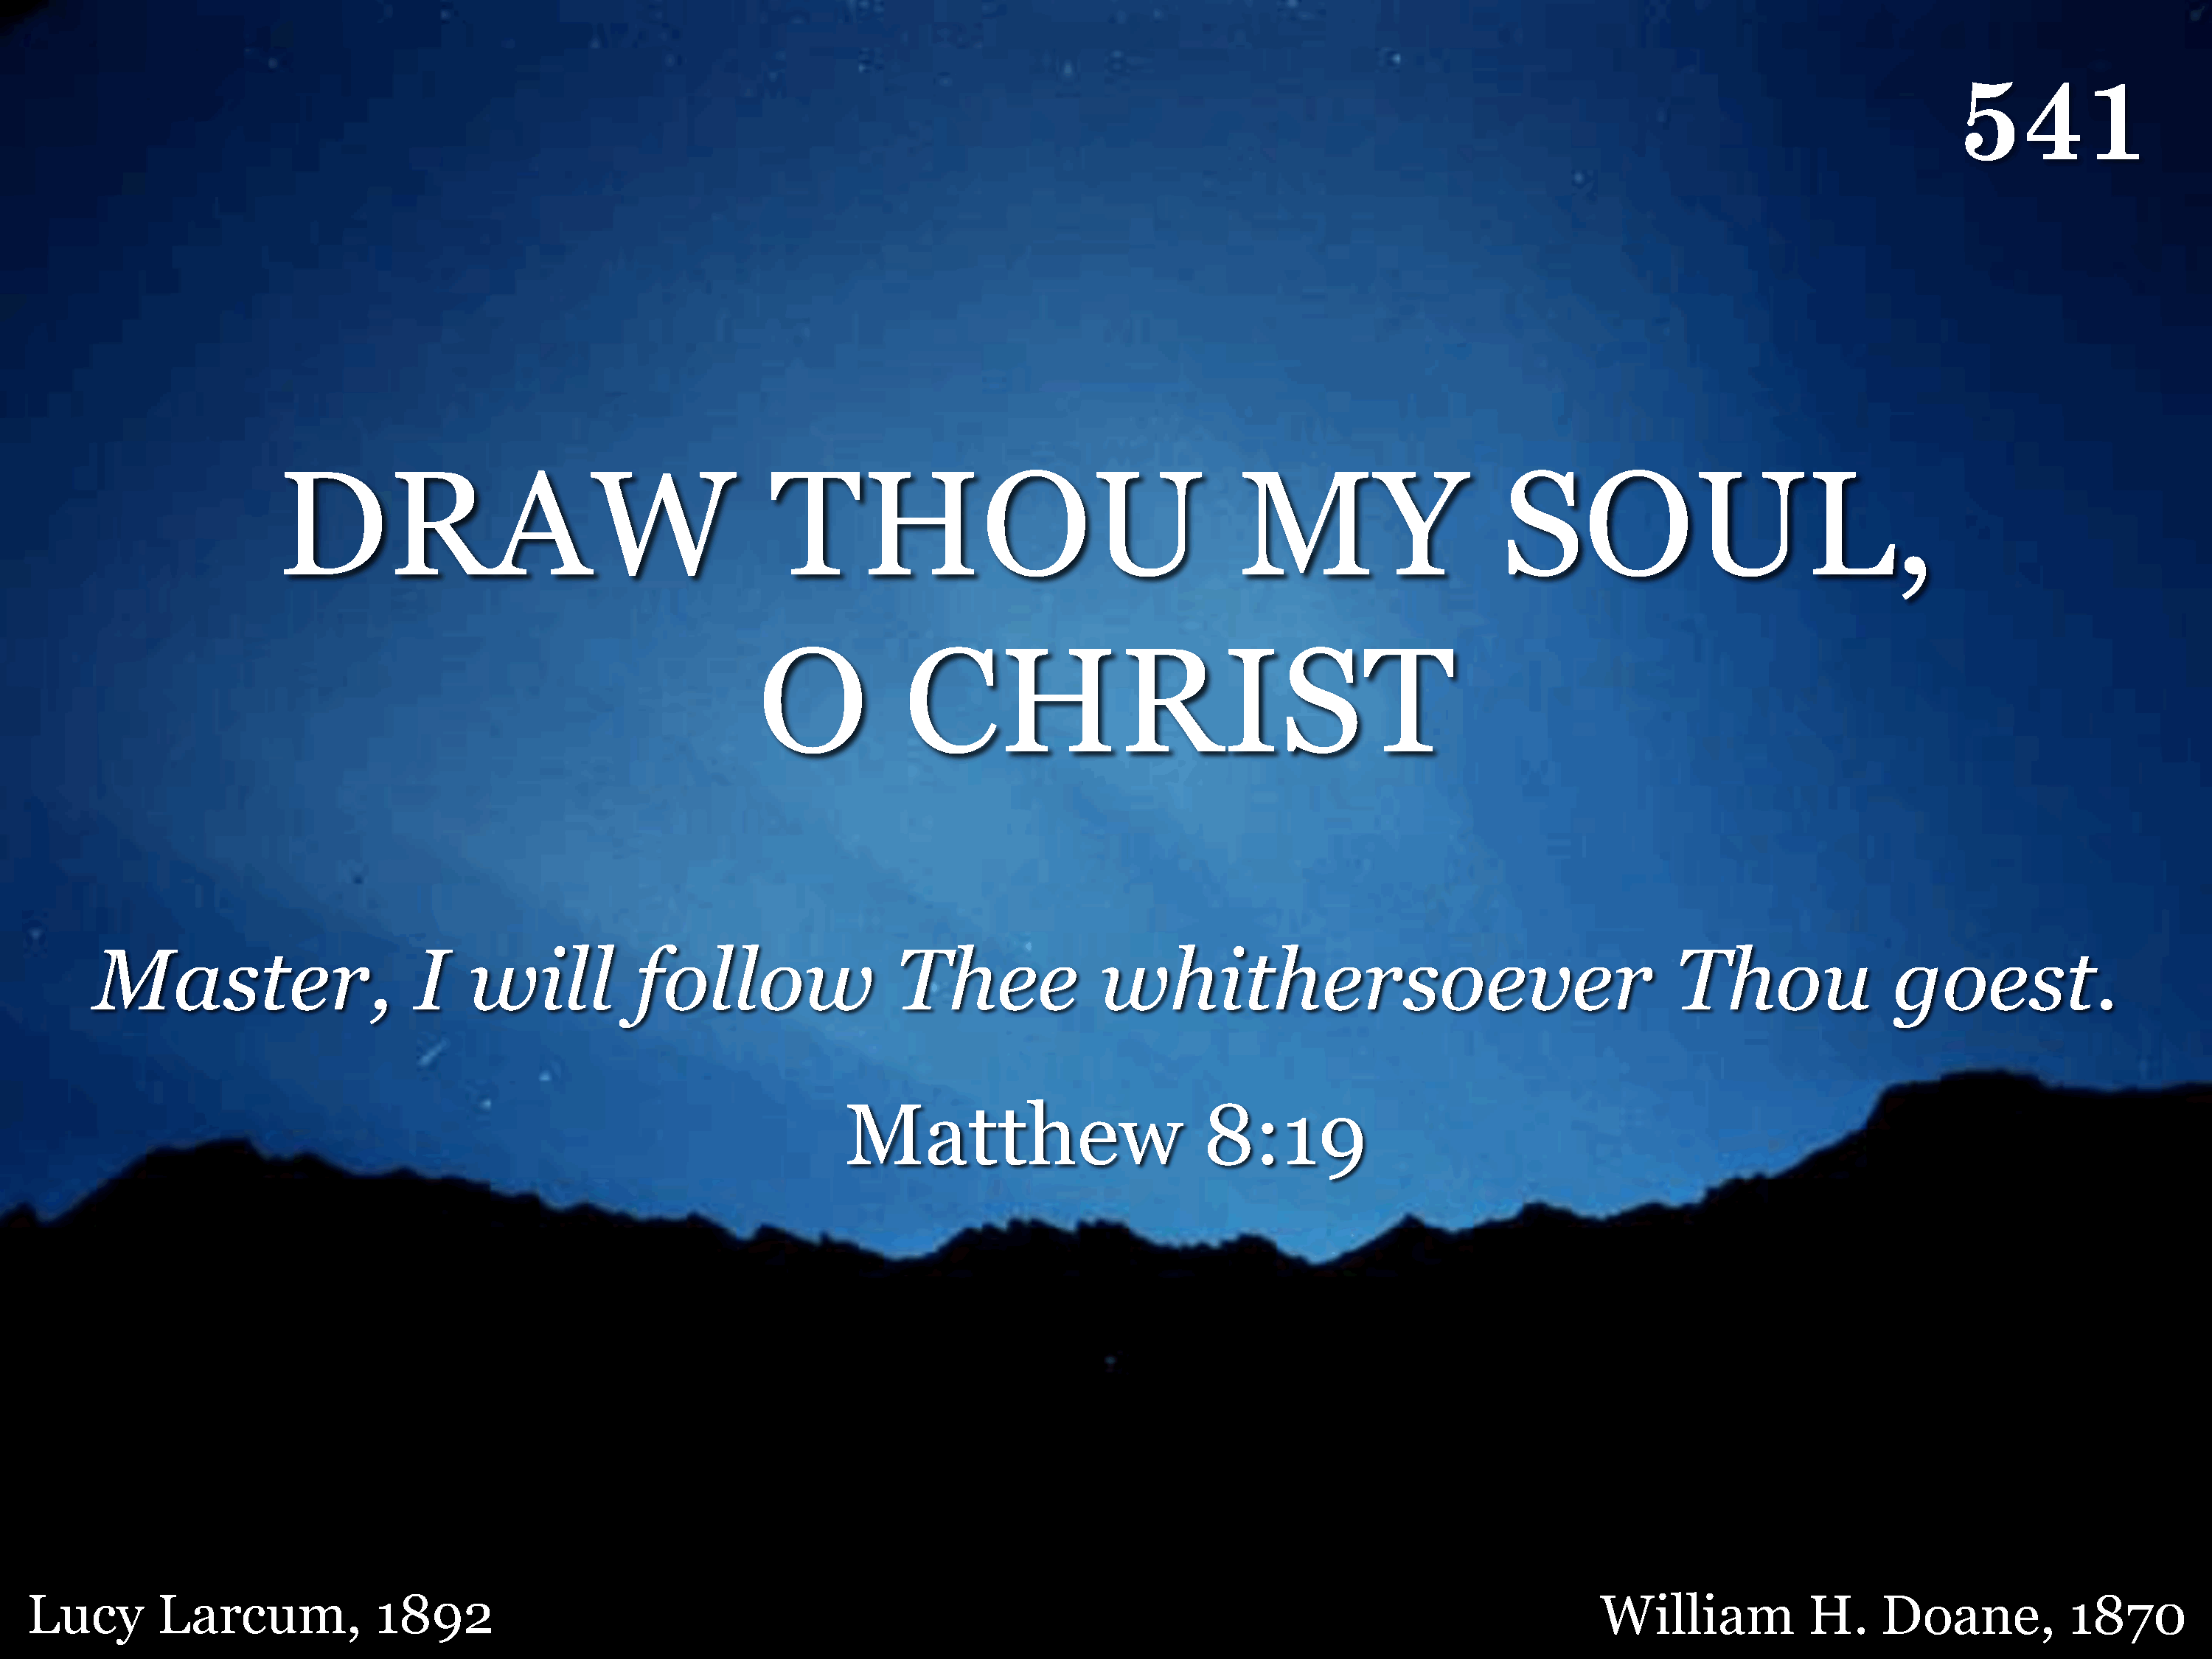 541
DRAW THOU MY SOUL,
O CHRIST
Master, I will follow Thee whithersoever Thou goest.
Matthew 8:19
Lucy Larcum, 1892
William H. Doane, 1870